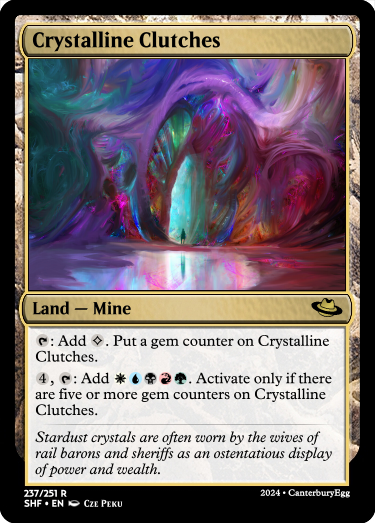 Crystalline Clutches
Land — Mine
: Add . Put a gem counter on Crystalline
Clutches.
4, : Add . Activate only if there
are five or more gem counters on Crystalline
Clutches.
Stardust crystals are often worn by the wives of
rail barons and sheriffs as an ostentatious display
of power and wealth.
237/251 R
SHF • EN Cze Peku
2024 • CanterburyEgg